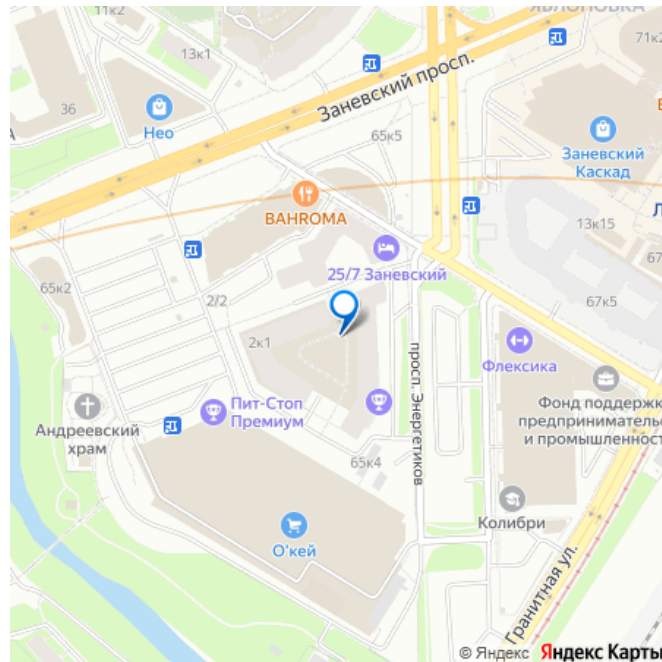 ЯБЛОНОВКА
71к2
13к1
36
Нео
Заневский просп.
65к5
Заневский
Каскад
BAHROMA
13к15
25/7 Заневский
67
65к2
2/2
67к5
2к1
просп. Энергетиков
Флексика
Андреевский
храм
Пит-Стоп
Премиум
Фонд поддержк
предпринимательс
и промышленност
65к4
Колибри
О'кей
Гранитная ул.
© Яндекс Яндекс Карты